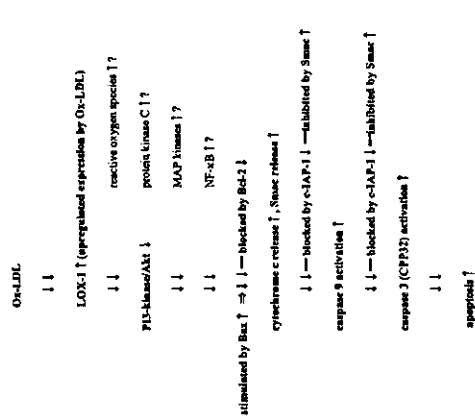 Ox-LDL
↓↓
LOX-1 ↑ (upregulated expression by Ox-LDL)
↓↓ reactive oxygen species ↑ ?
PI3-kinase/Akt ↓ protein kinase C ↑ ?
↓↓ MAP kinases ↑ ?
↓↓ NF-κB ↑ ?
stimulated by Bax ↑ ⇒ ↓ ↓ — blocked by Bcl-2 ↓
cytochrome c release ↑, Smac release ↑
↓↓ — blocked by c-IAP-1 ↓ —inhibited by Smac ↑
caspase 9 activation ↑
↓↓ — blocked by c-IAP-1 ↓ —inhibited by Smac ↑
caspase 3 (CPP32) activation ↑
↓↓
apoptosis ↑